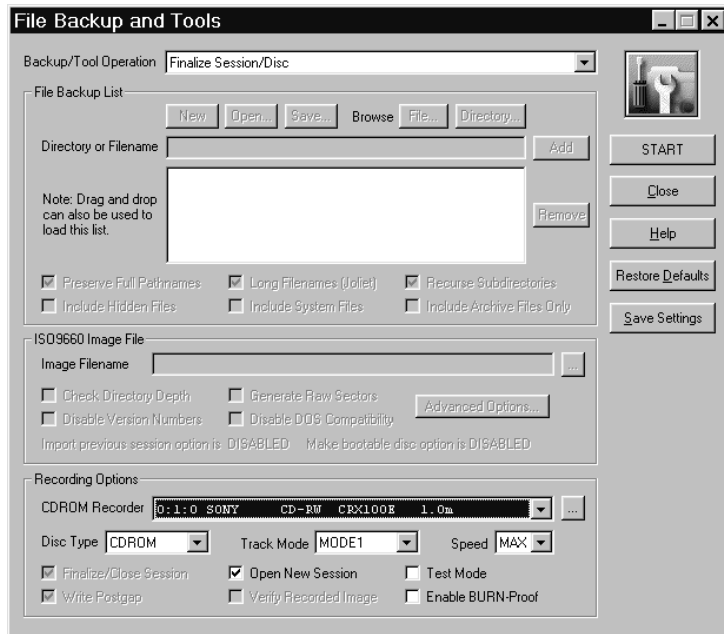 File Backup and Tools
Backup/Tool Operation Finalize Session/Disc
File Backup List
New Open... Save... Browse File... Directory...
Directory or Filename Add
START
Note: Drag and drop
can also be used to
load this list.
Remove
Close
Help
Restore Defaults
Save Settings
Preserve Full Pathnames Long Filenames (Joliet) Recurse Subdirectories
Include Hidden Files Include System Files Include Archive Files Only
ISO9660 Image File
Image Filename ...
Check Directory Depth Generate Raw Sectors
Advanced Options...
Disable Version Numbers Disable DOS Compatibility
Import previous session option is DISABLED Make bootable disc option is DISABLED
Recording Options
CDROM Recorder 0:1:0 SONY CD-RW CRX100E 1.0m ...
Disc Type CDROM Track Mode MODE1 Speed MAX
Finalize/Close Session Open New Session Test Mode
Write Postgap Verify Recorded Image Enable BURN-Proof